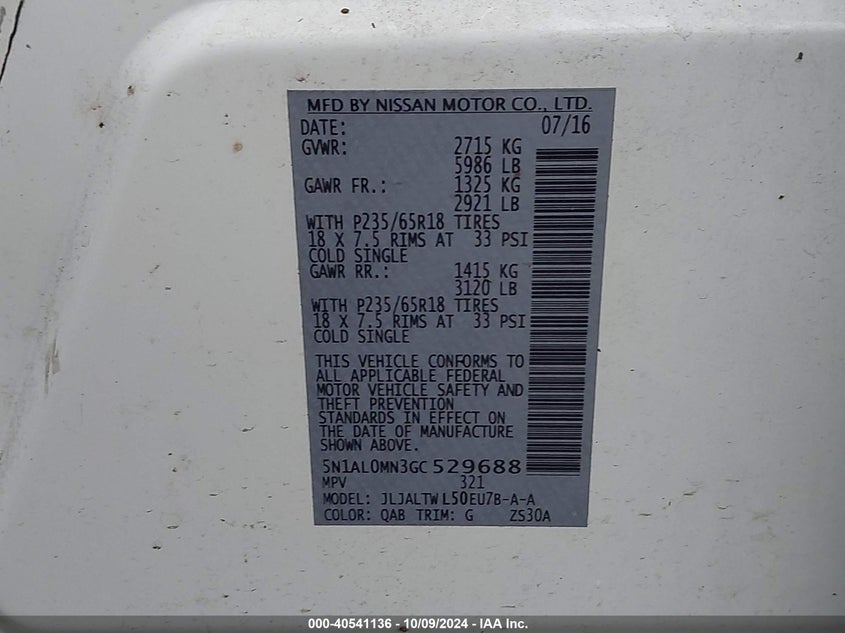 MFD BY NISSAN MOTOR CO., LTD.
DATE: 07/16
GVWR: 2715 KG
5986 LB
GAWR FR.: 1325 KG
2921 LB
WITH P235/65R18 TIRES
18 X 7.5 RIMS AT 33 PSI
COLD SINGLE
GAWR RR.: 1415 KG
3120 LB
WITH P235/65R18 TIRES
18 X 7.5 RIMS AT 33 PSI
COLD SINGLE
THIS VEHICLE CONFORMS TO
ALL APPLICABLE FEDERAL
MOTOR VEHICLE SAFETY AND
THEFT PREVENTION
STANDARDS IN EFFECT ON
THE DATE OF MANUFACTURE
SHOWN ABOVE.
5N1AL0MN3GC529688
MPV 321
MODEL: JLJALTWL50EU7B-A-A
COLOR: QAB TRIM: G ZS30A
000-40541136 - 10/09/2024 - IAA Inc.